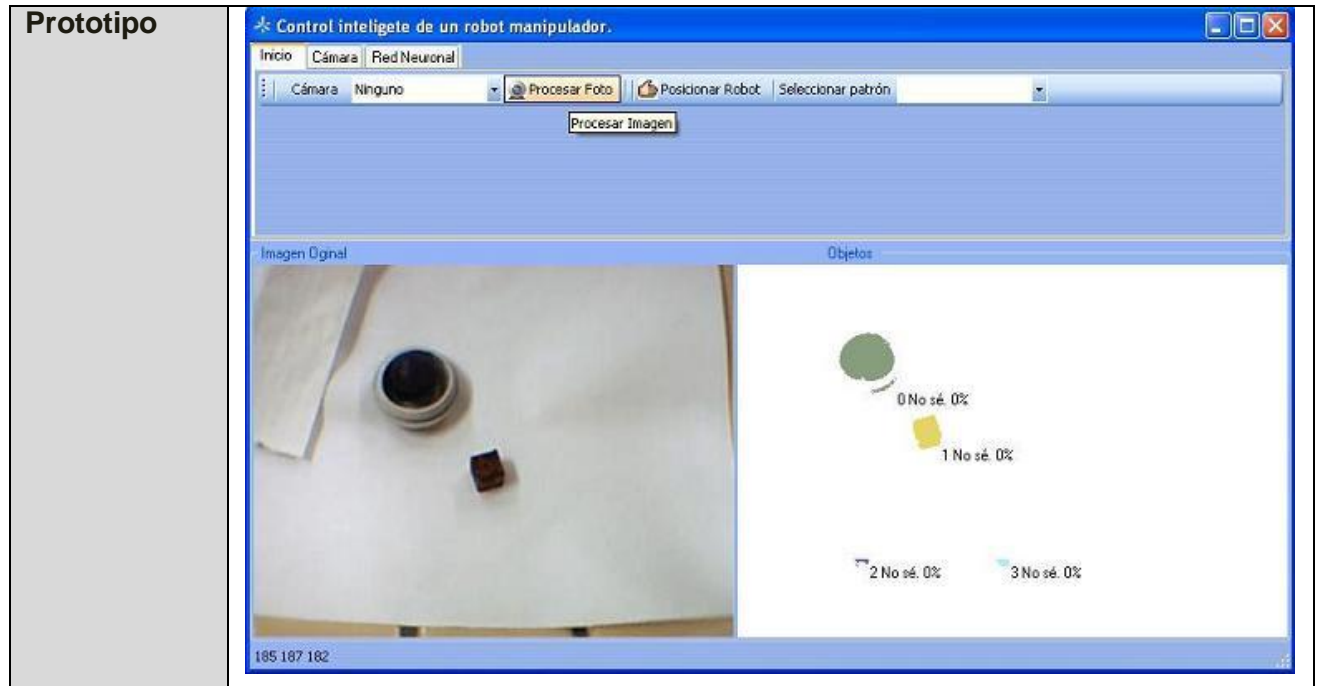 Prototipo
Control inteligete de un robot manipulador.
Inicio Cámara Red Neuronal
Cámara Ninguno Procesar Foto Posicionar Robot Seleccionar patrón
Procesar Imagen
Imagen Oginal Objetos
0 No sé. 0%
1 No sé. 0%
2 No sé. 0% 3 No sé. 0%
185 187 182